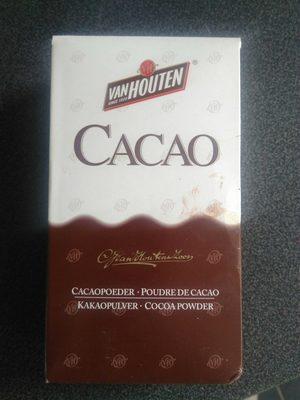 VAN HOUTEN
CACAO
CACAOPOEDER · POUDRE DE CACAO
KAKAOPULVER · COCOA POWDER